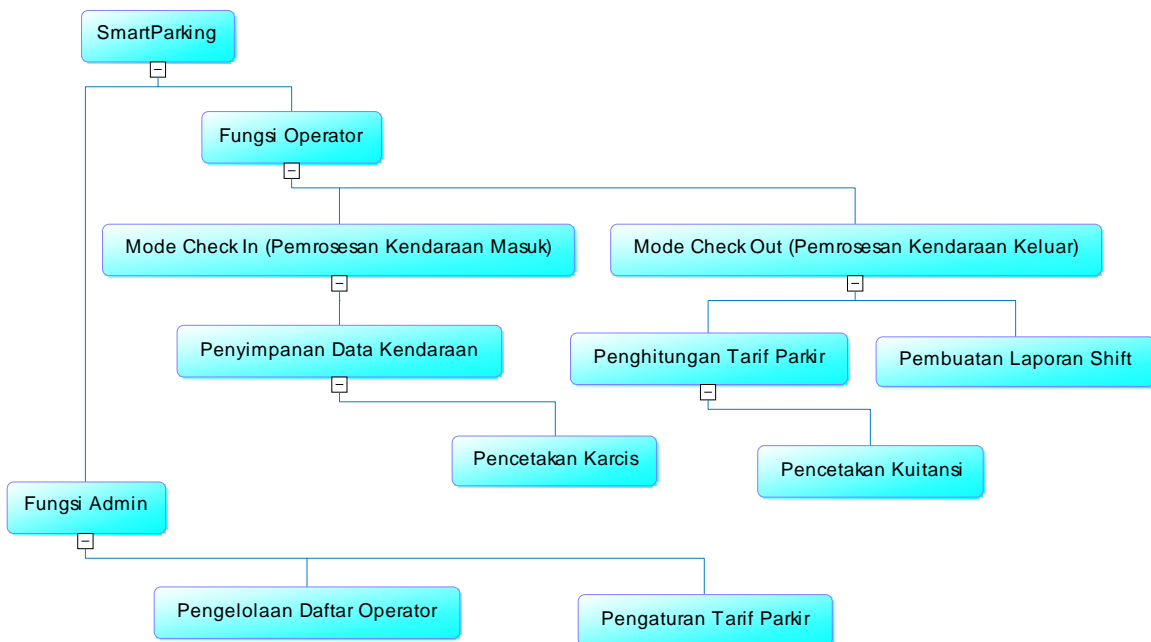 SmartParking
Fungsi Operator
Mode Check In (Pemrosesan Kendaraan Masuk)
Mode Check Out (Pemrosesan Kendaraan Keluar)
Penyimpanan Data Kendaraan
Penghitungan Tarif Parkir
Pembuatan Laporan Shift
Pencetakan Karcis
Pencetakan Kuitansi
Fungsi Admin
Pengelolaan Daftar Operator
Pengaturan Tarif Parkir